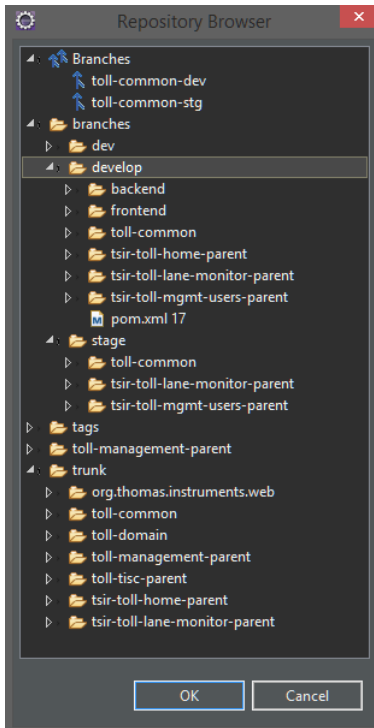 Repository Browser
Branches
toll-common-dev
toll-common-stg
branches
dev
develop
backend
frontend
toll-common
tsir-toll-home-parent
tsir-toll-lane-monitor-parent
tsir-toll-mgmt-users-parent
pom.xml 17
stage
toll-common
tsir-toll-lane-monitor-parent
tsir-toll-mgmt-users-parent
tags
toll-management-parent
trunk
org.thomas.instruments.web
toll-common
toll-domain
toll-management-parent
toll-tisc-parent
tsir-toll-home-parent
tsir-toll-lane-monitor-parent
OK Cancel